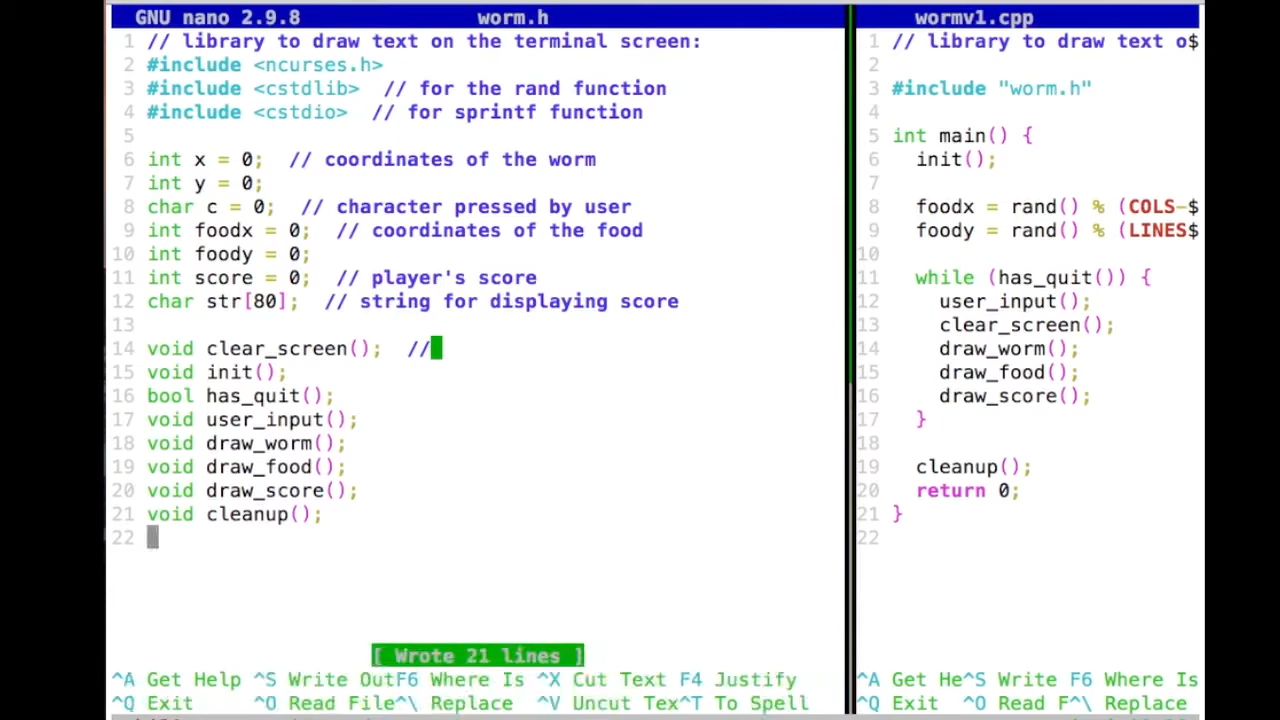 GNU nano 2.9.8 worm.h
1 // library to draw text on the terminal screen:
2 #include <ncurses.h>
3 #include <cstdlib>  // for the rand function
4 #include <cstdio>  // for sprintf function
5
6 int x = 0;  // coordinates of the worm
7 int y = 0;
8 char c = 0;  // character pressed by user
9 int foodx = 0;  // coordinates of the food
10 int foody = 0;
11 int score = 0;  // player's score
12 char str[80];  // string for displaying score
13
14 void clear_screen();  //
15 void init();
16 bool has_quit();
17 void user_input();
18 void draw_worm();
19 void draw_food();
20 void draw_score();
21 void cleanup();
22
[ Wrote 21 lines ]
^A Get Help ^S Write OutF6 Where Is ^X Cut Text F4 Justify
^Q Exit ^O Read File^\ Replace ^V Uncut Tex^T To Spell
wormv1.cpp
1 // library to draw text o$
2
3 #include "worm.h"
4
5 int main() {
6   init();
7
8   foodx = rand() % (COLS-$
9   foody = rand() % (LINES$
10
11   while (has_quit()) {
12     user_input();
13     clear_screen();
14     draw_worm();
15     draw_food();
16     draw_score();
17   }
18
19   cleanup();
20   return 0;
21 }
22
^A Get He^S Write F6 Where Is
^Q Exit ^O Read F^\ Replace